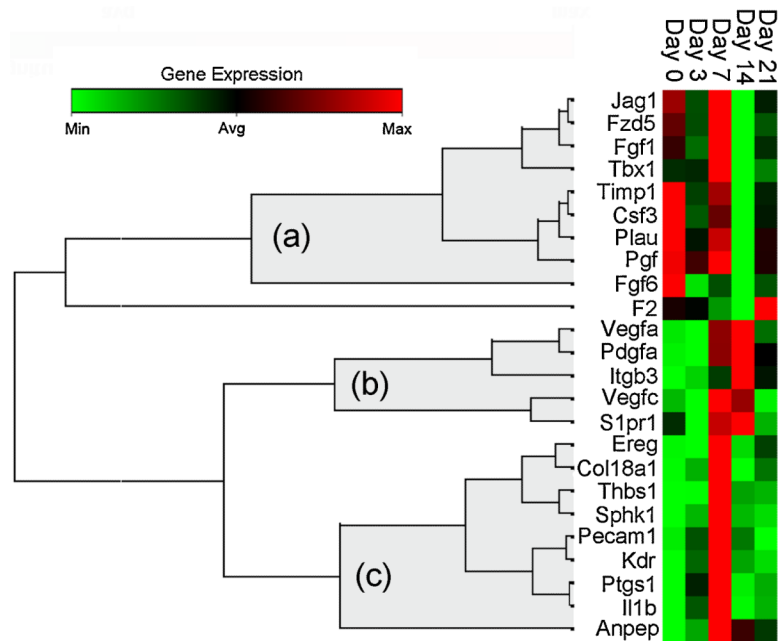 Gene Expression
Min Avg Max
Day 0
Day 3
Day 7
Day 14
Day 21
Jag1
Fzd5
Fgf1
Tbx1
Timp1
Csf3
Plau
Pgf
Fgf6
F2
Vegfa
Pdgfa
Itgb3
Vegfc
S1pr1
Ereg
Col18a1
Thbs1
Sphk1
Pecam1
Kdr
Ptgs1
Il1b
Anpep
(a)
(b)
(c)